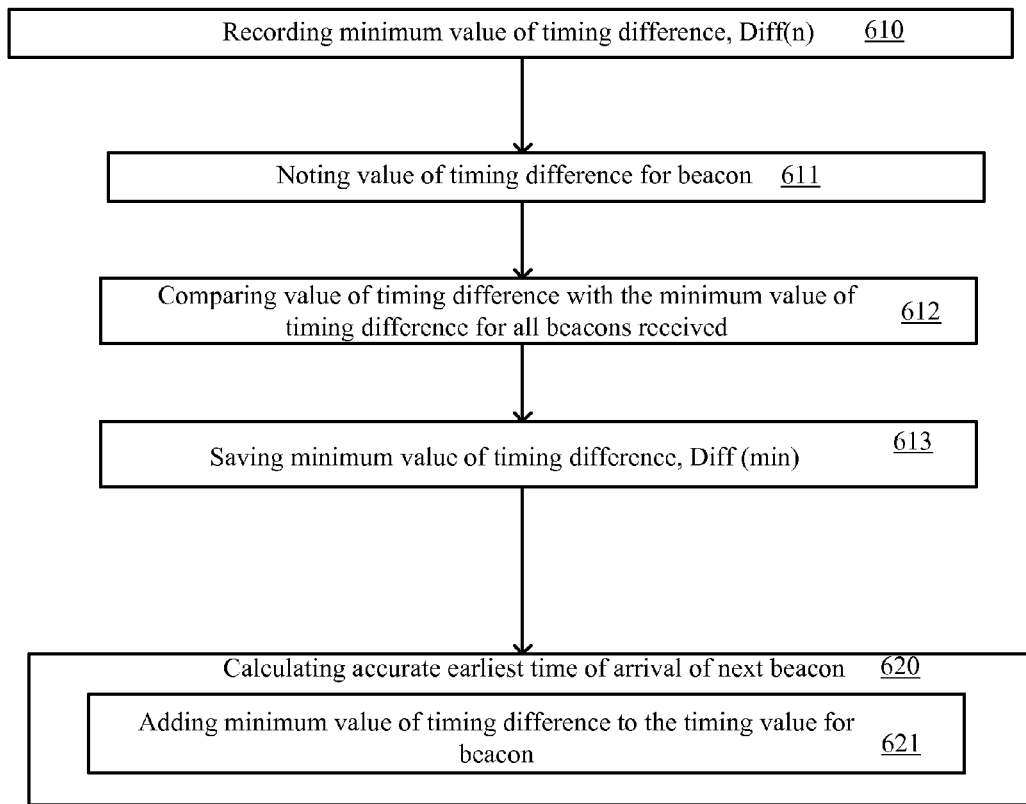 Recording minimum value of timing difference, Diff(n) 610
Noting value of timing difference for beacon 611
Comparing value of timing difference with the minimum value of
timing difference for all beacons received 612
Saving minimum value of timing difference, Diff (min) 613
Calculating accurate earliest time of arrival of next beacon 620
Adding minimum value of timing difference to the timing value for
beacon 621